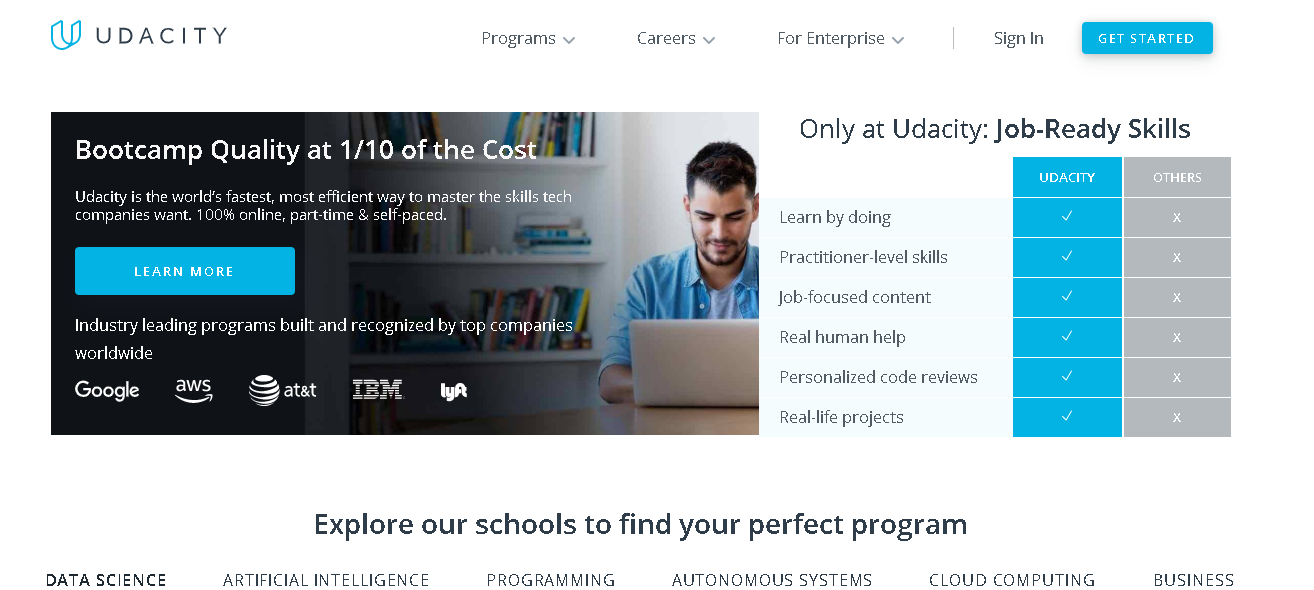 UDACITY
Programs
Careers
For Enterprise
Sign In
GET STARTED
Bootcamp Quality at 1/10 of the Cost
Udacity is the world's fastest, most efficient way to master the skills tech
companies want. 100% online, part-time & self-paced.
LEARN MORE
Industry leading programs built and recognized by top companies
worldwide
Google aws at&t IBM lyft
Only at Udacity: Job-Ready Skills
UDACITY OTHERS
Learn by doing ✓ X
Practitioner-level skills ✓ X
Job-focused content ✓ X
Real human help ✓ X
Personalized code reviews ✓ X
Real-life projects ✓ X
Explore our schools to find your perfect program
DATA SCIENCE ARTIFICIAL INTELLIGENCE PROGRAMMING AUTONOMOUS SYSTEMS CLOUD COMPUTING BUSINESS